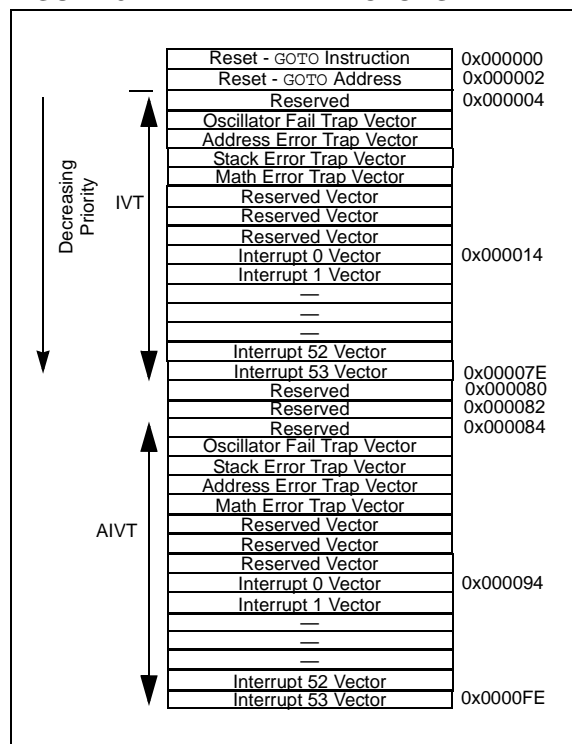 Reset - GOTO Instruction 0x000000
Reset - GOTO Address 0x000002
Reserved 0x000004
Oscillator Fail Trap Vector
Address Error Trap Vector
Stack Error Trap Vector
Math Error Trap Vector
Reserved Vector
Reserved Vector
Reserved Vector
Interrupt 0 Vector 0x000014
Interrupt 1 Vector
—
—
—
Interrupt 52 Vector
Interrupt 53 Vector 0x00007E
Reserved 0x000080
Reserved 0x000082
Reserved 0x000084
Oscillator Fail Trap Vector
Stack Error Trap Vector
Address Error Trap Vector
Math Error Trap Vector
Reserved Vector
Reserved Vector
Reserved Vector
Interrupt 0 Vector 0x000094
Interrupt 1 Vector
—
—
—
Interrupt 52 Vector
Interrupt 53 Vector 0x0000FE
Decreasing
Priority
IVT
AIVT